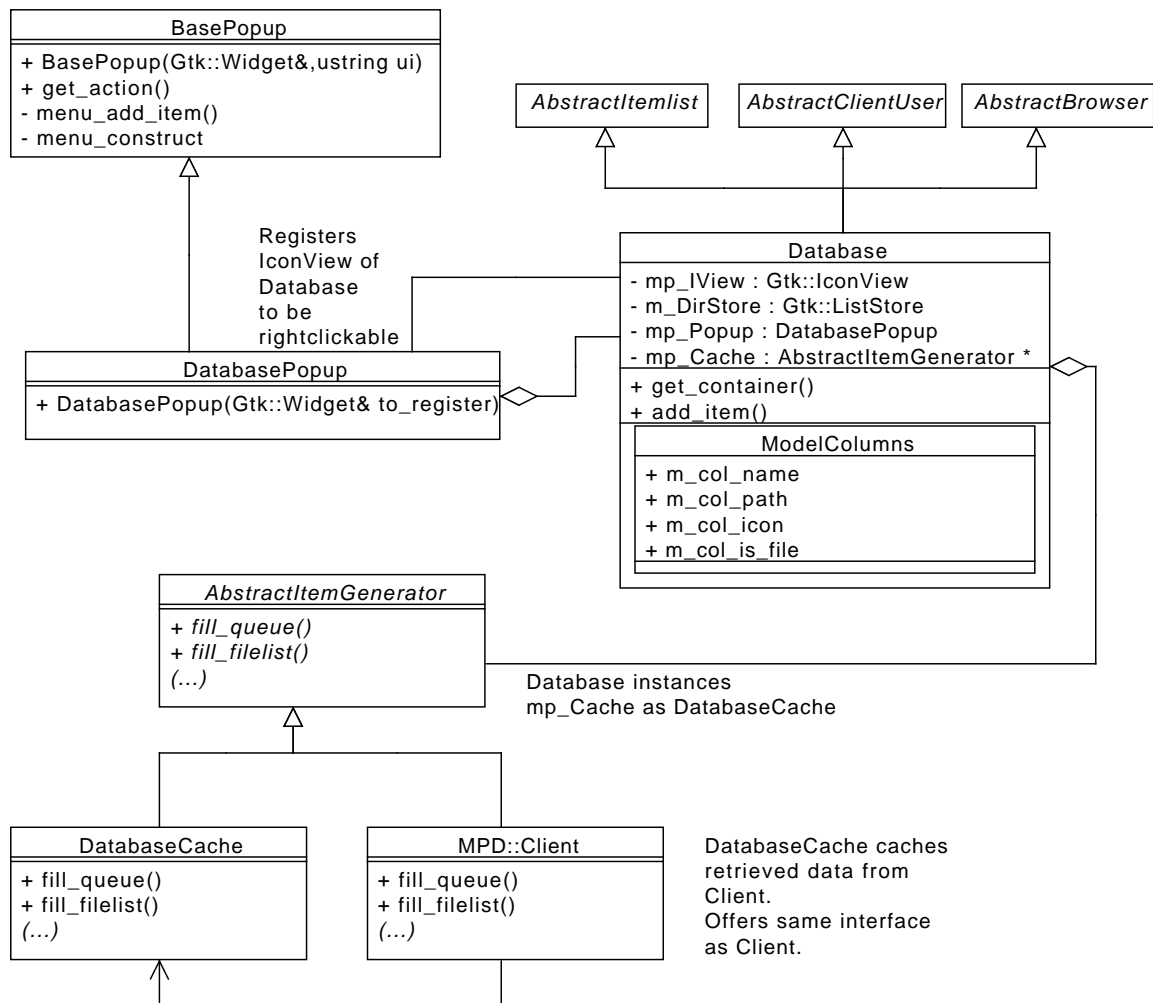 BasePopup
+ BasePopup(Gtk::Widget&,ustring ui)
+ get_action()
- menu_add_item()
- menu_construct
AbstractItemlist
AbstractClientUser
AbstractBrowser
Registers
IconView of
Database
to be
rightclickable
Database
- mp_IView : Gtk::IconView
- m_DirStore : Gtk::ListStore
- mp_Popup : DatabasePopup
- mp_Cache : AbstractItemGenerator *
+ get_container()
+ add_item()
ModelColumns
+ m_col_name
+ m_col_path
+ m_col_icon
+ m_col_is_file
DatabasePopup
+ DatabasePopup(Gtk::Widget& to_register)
AbstractItemGenerator
+ fill_queue()
+ fill_filelist()
(...)
Database instances
mp_Cache as DatabaseCache
DatabaseCache
+ fill_queue()
+ fill_filelist()
(...)
MPD::Client
+ fill_queue()
+ fill_filelist()
(...)
DatabaseCache caches
retrieved data from
Client.
Offers same interface
as Client.